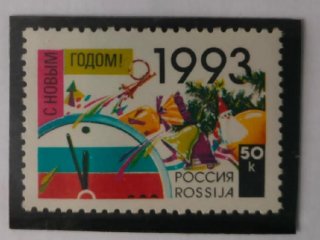 С НОВЫМ
ГОДОМ!
1993
50
к
РОССИЯ
ROSSIJA